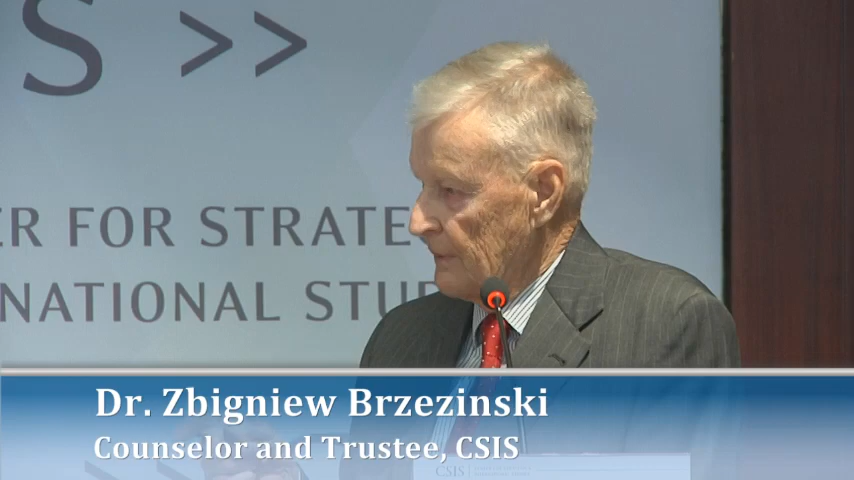 S >>
ER FOR STRATE
NATIONAL STU
Dr. Zbigniew Brzezinski
Counselor and Trustee, CSIS
CSIS